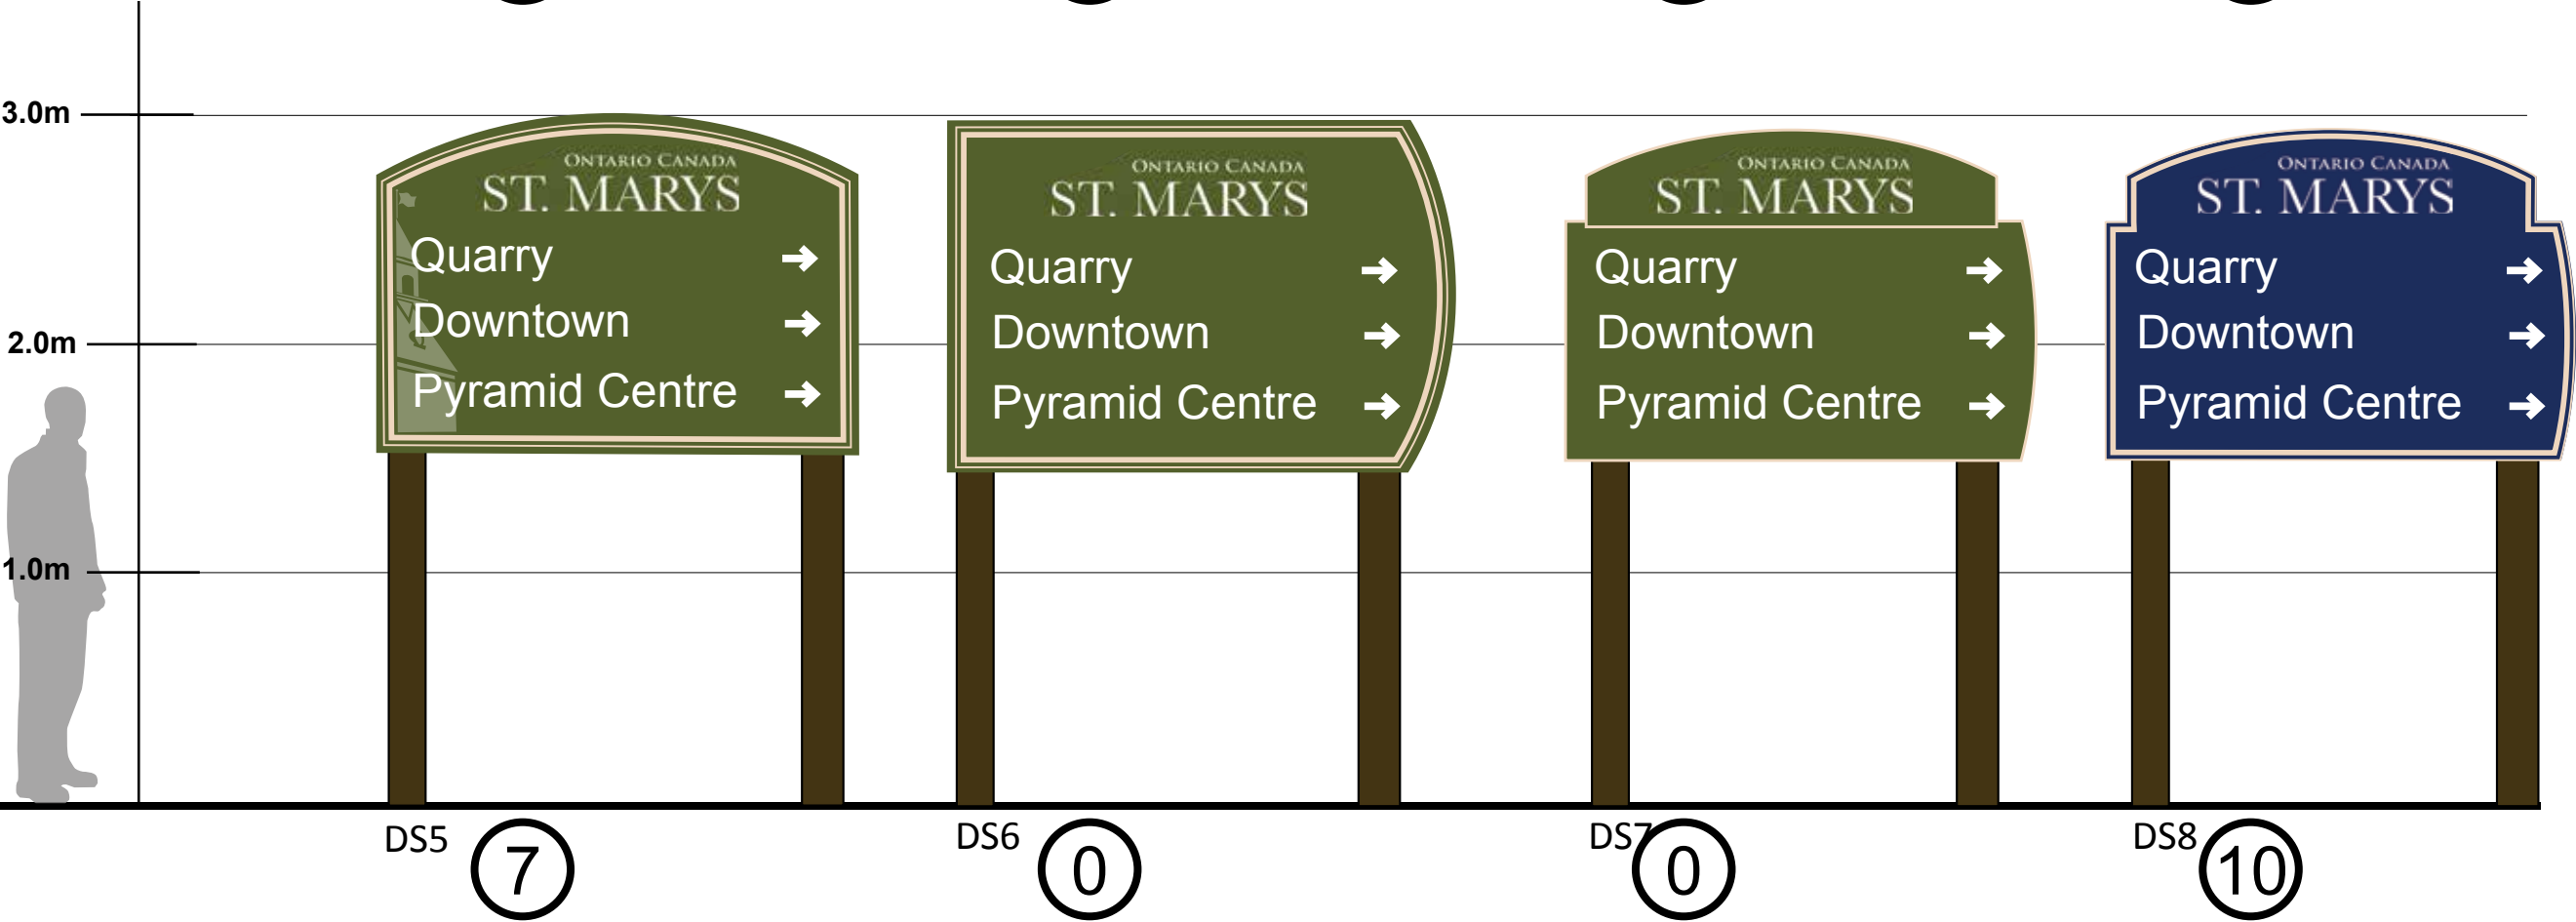 3.0m
2.0m
1.0m
ONTARIO CANADA
ST. MARYS
Quarry
Downtown
Pyramid Centre
ONTARIO CANADA
ST. MARYS
Quarry
Downtown
Pyramid Centre
ONTARIO CANADA
ST. MARYS
Quarry
Downtown
Pyramid Centre
ONTARIO CANADA
ST. MARYS
Quarry
Downtown
Pyramid Centre
DS5 7
DS6 0
DS7 0
DS8 10